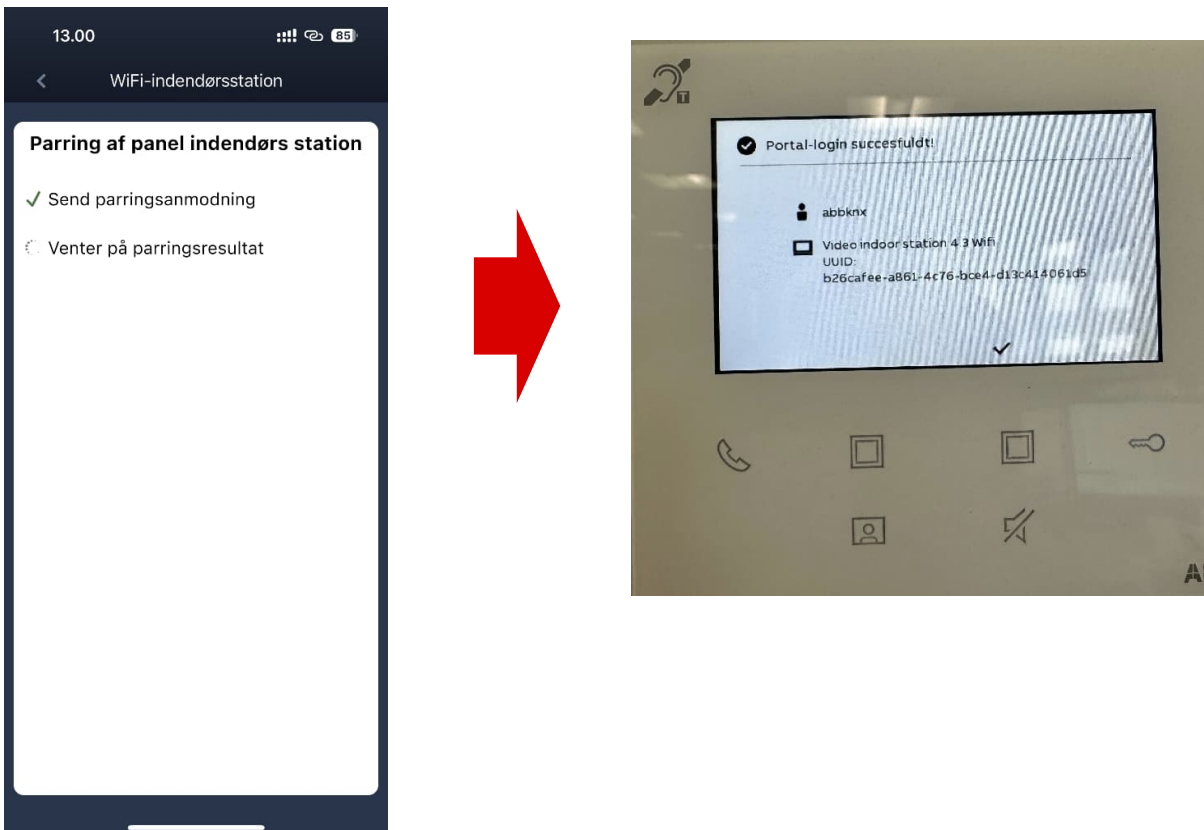 13.00
85
WiFi-indendørsstation
Parring af panel indendørs station
Send parringsanmodning
Venter på parringsresultat
T
Portal-login succesfuldt!
abbknx
Video indoor station 4.3 Wifi
UUID:
b26cafee-a861-4c76-bce4-d13c414061d5